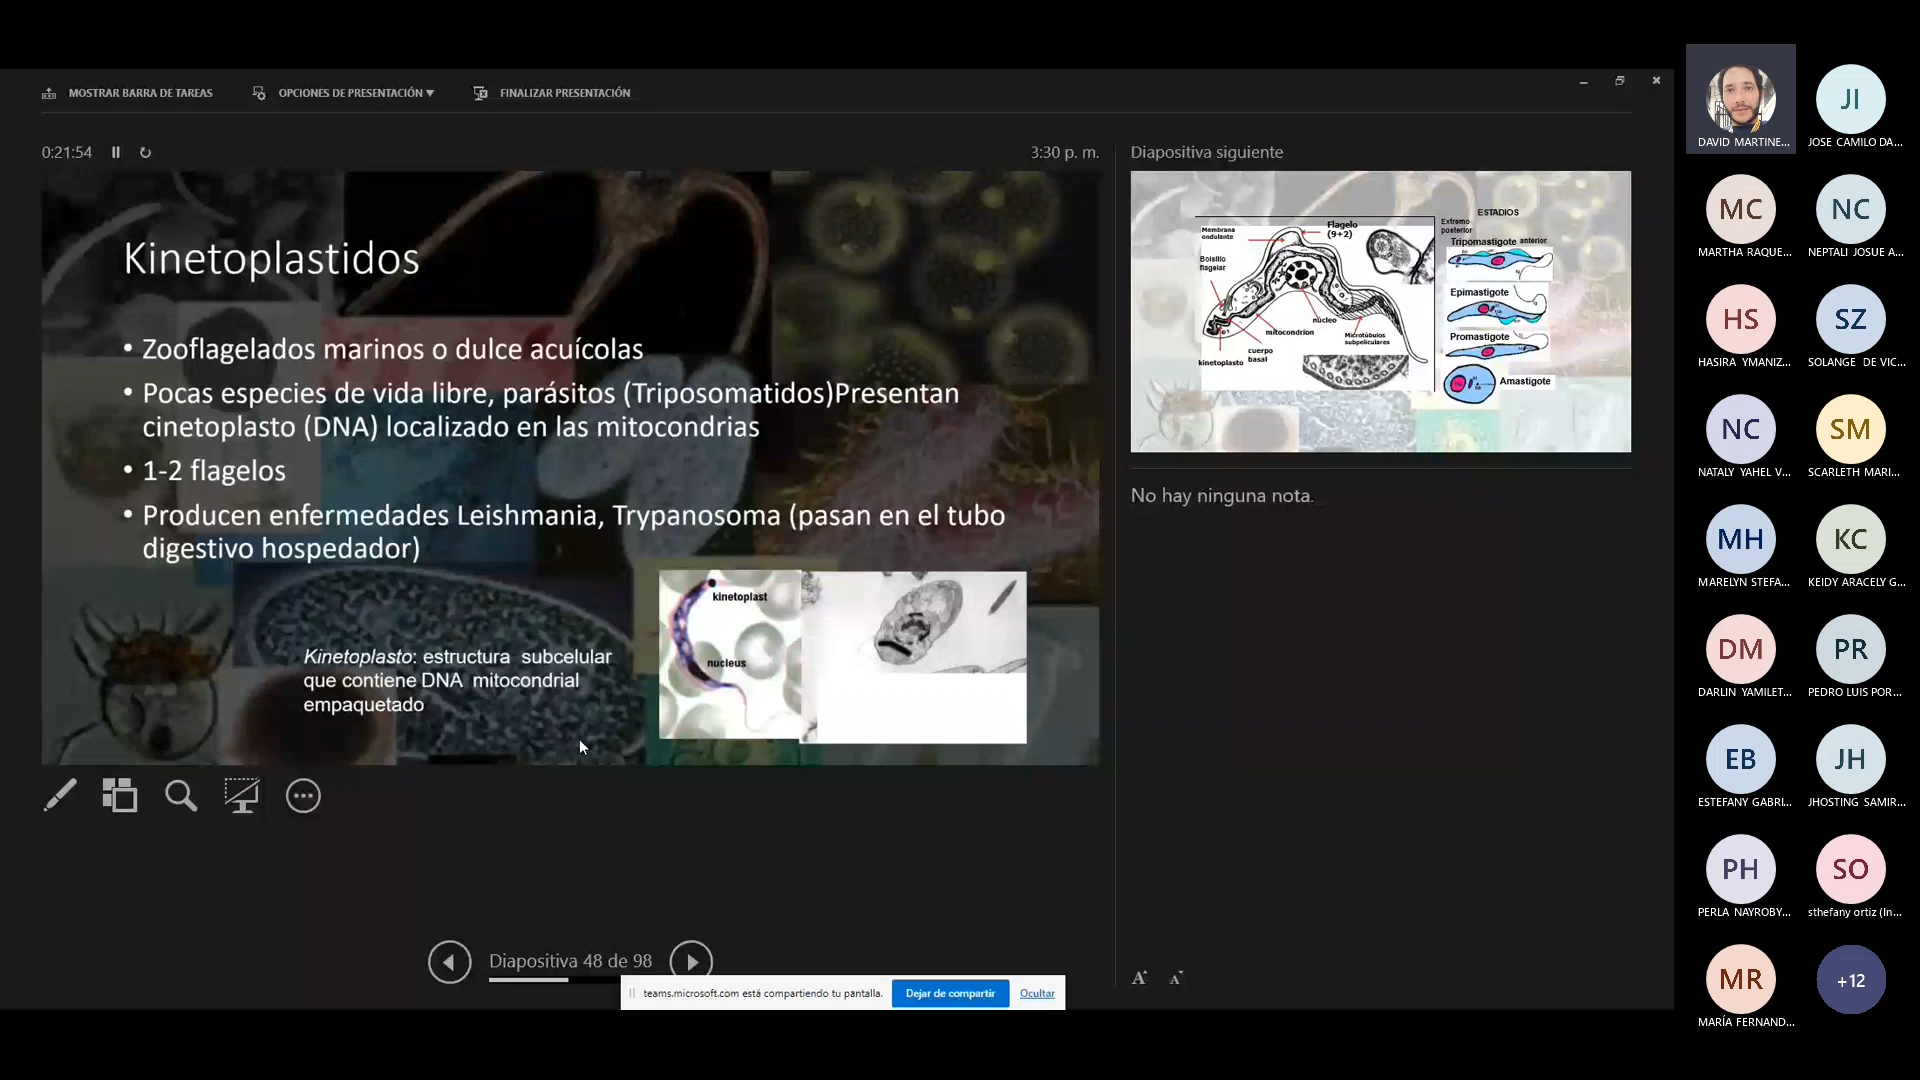 MOSTRAR BARRA DE TAREAS
OPCIONES DE PRESENTACIÓN ▼
FINALIZAR PRESENTACIÓN
0:21:54
3:30 p. m.
Kinetoplastidos
• Zooflagelados marinos o dulce acuícolas
• Pocas especies de vida libre, parásitos (Triposomatidos)Presentan
cinetoplasto (DNA) localizado en las mitocondrias
• 1-2 flagelos
• Producen enfermedades Leishmania, Trypanosoma (pasan en el tubo
digestivo hospedador)
Kinetoplasto: estructura subcelular
que contiene DNA mitocondrial
empaquetado
kinetoplast
nucleus
Diapositiva 48 de 98
Diapositiva siguiente
Membrana
ondulante
Flagelo
(9+2)
Bolsillo
flagelar
núcleo
mitocondrion
Microtúbulos
subpeliculares
cuerpo
basal
kinetoplasto
ESTADIOS
Extremo
posterior
anterior
Tripomastigote
Epimastigote
Promastigote
Amastigote
No hay ninguna nota.
A A
teams.microsoft.com está compartiendo tu pantalla.
Dejar de compartir
Ocultar
DAVID MARTINE...
JI
JOSE CAMILO DA...
MC
MARTHA RAQUE...
NC
NEPTALI JOSUE A...
HS
HASIRA YMANIZ...
SZ
SOLANGE DE VIC...
NC
NATALY YAHEL V...
SM
SCARLETH MARI...
MH
MARELYN STEFA...
KC
KEIDY ARACELY G...
DM
DARLIN YAMILET...
PR
PEDRO LUIS POR...
EB
ESTEFANY GABRI...
JH
JHOSTING SAMIR...
PH
PERLA NAYROBY...
SO
sthefany ortiz (In...
MR
MARÍA FERNAND...
+12